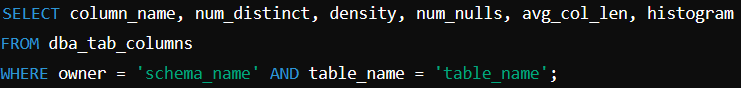 SELECT column_name, num_distinct, density, num_nulls, avg_col_len, histogram
FROM dba_tab_columns
WHERE owner = 'schema_name' AND table_name = 'table_name';